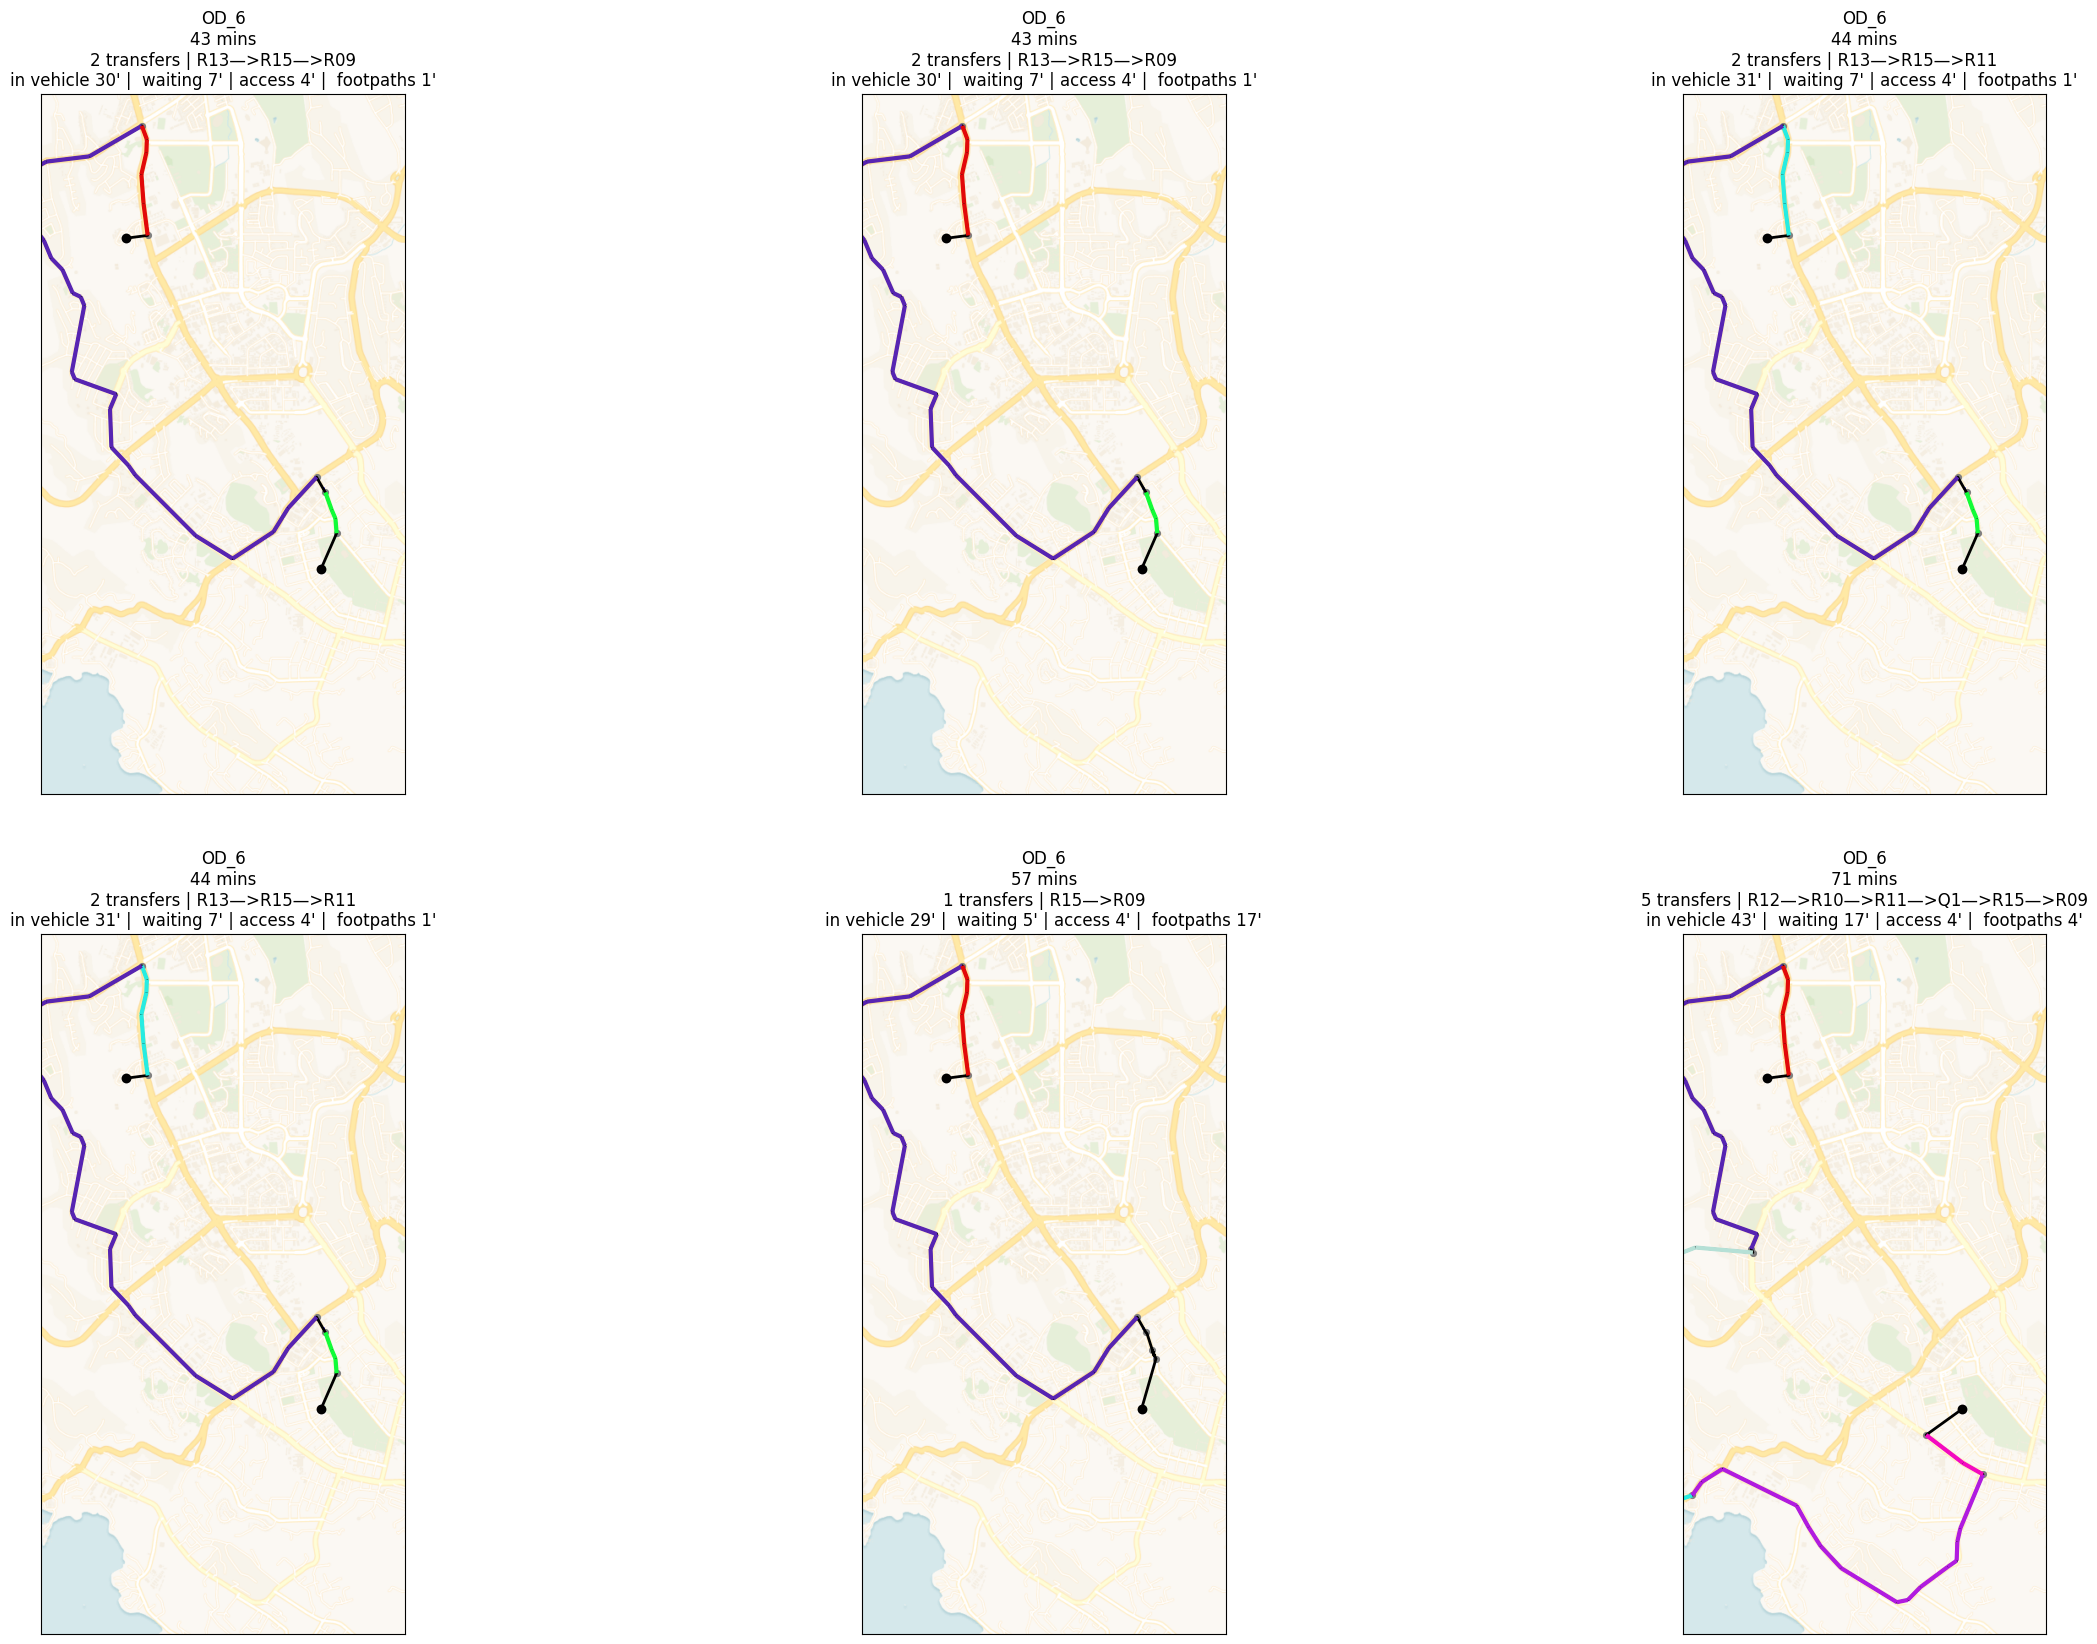 OD_6
43 mins
2 transfers | R13—>R15—>R09
in vehicle 30' |  waiting 7' | access 4' |  footpaths 1'
OD_6
43 mins
2 transfers | R13—>R15—>R09
in vehicle 30' |  waiting 7' | access 4' |  footpaths 1'
OD_6
44 mins
2 transfers | R13—>R15—>R11
in vehicle 31' |  waiting 7' | access 4' |  footpaths 1'
OD_6
44 mins
2 transfers | R13—>R15—>R11
in vehicle 31' |  waiting 7' | access 4' |  footpaths 1'
OD_6
57 mins
1 transfers | R15—>R09
in vehicle 29' |  waiting 5' | access 4' |  footpaths 17'
OD_6
71 mins
5 transfers | R12—>R10—>R11—>Q1—>R15—>R09
in vehicle 43' |  waiting 17' | access 4' |  footpaths 4'